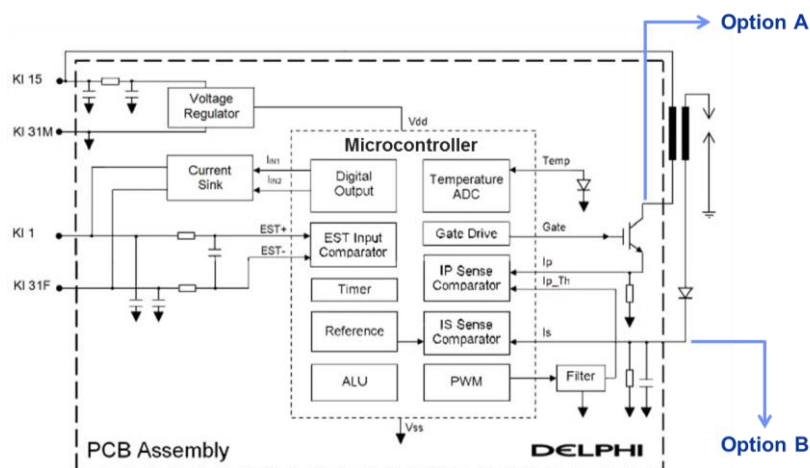 Option A
KI 15
Voltage
Regulator
KI 31M
Vdd
Microcontroller
Current
Sink
IIN1
IIN2
Digital
Output
Temperature
ADC
Temp
KI 1
EST+
EST-
EST Input
Comparator
Gate Drive
Gate
IP Sense
Comparator
Ip
Ip_Th
KI 31F
Timer
Reference
IS Sense
Comparator
Is
ALU
PWM
Filter
Vss
PCB Assembly
DELPHI
Option B